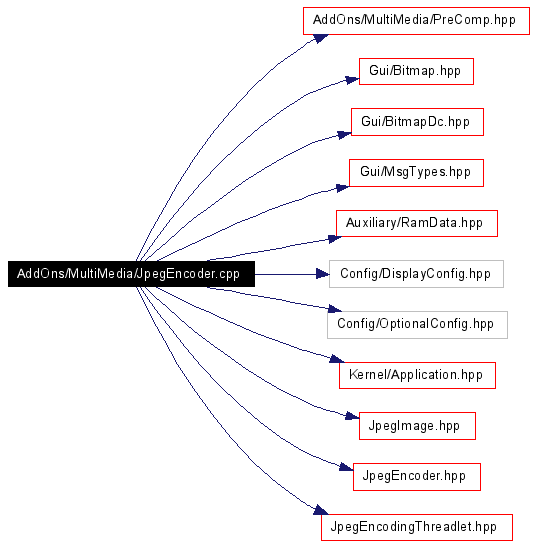 AddOns/MultiMedia/PreComp.hpp
Gui/Bitmap.hpp
Gui/BitmapDc.hpp
Gui/MsgTypes.hpp
Auxiliary/RamData.hpp
AddOns/MultiMedia/JpegEncoder.cpp
Config/DisplayConfig.hpp
Config/OptionalConfig.hpp
Kernel/Application.hpp
JpegImage.hpp
JpegEncoder.hpp
JpegEncodingThreadlet.hpp